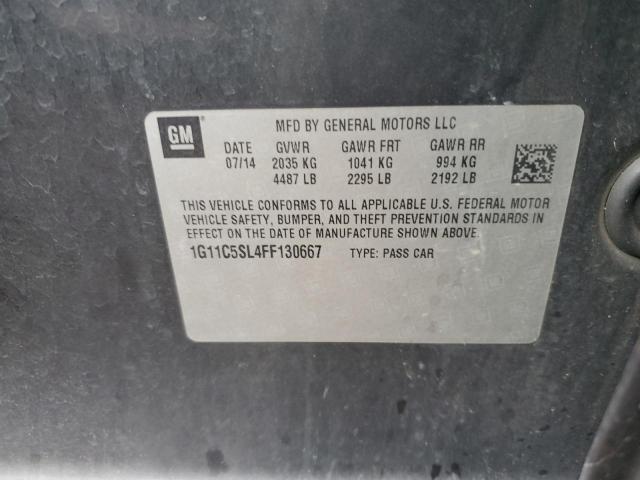 GM
MFD BY GENERAL MOTORS LLC
DATE GVWR GAWR FRT GAWR RR
07/14 2035 KG 1041 KG 994 KG
4487 LB 2295 LB 2192 LB
THIS VEHICLE CONFORMS TO ALL APPLICABLE U.S. FEDERAL MOTOR
VEHICLE SAFETY, BUMPER, AND THEFT PREVENTION STANDARDS IN
EFFECT ON THE DATE OF MANUFACTURE SHOWN ABOVE.
1G11C5SL4FF130667 TYPE: PASS CAR